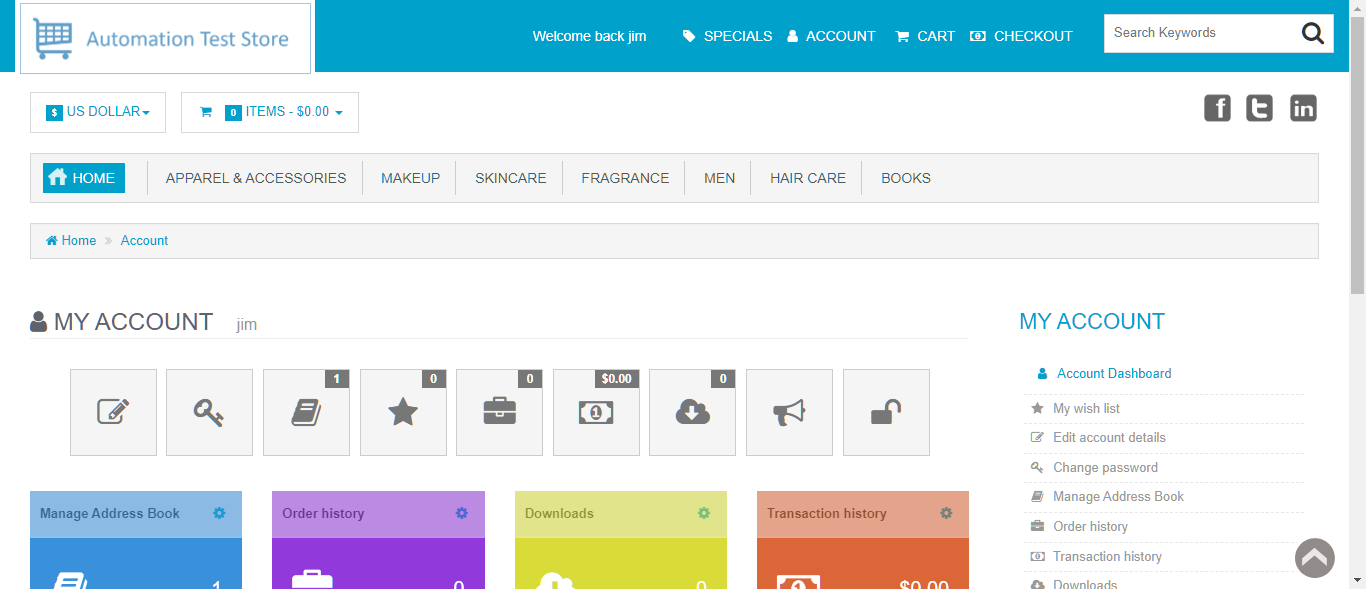 Automation Test Store
Welcome back jim
SPECIALS
ACCOUNT
CART
CHECKOUT
Search Keywords
$ US DOLLAR
0 ITEMS - $0.00
HOME
APPAREL & ACCESSORIES
MAKEUP
SKINCARE
FRAGRANCE
MEN
HAIR CARE
BOOKS
Home » Account
MY ACCOUNT jim
1
0
0
$0.00
0
Manage Address Book
1
Order history
0
Downloads
0
Transaction history
$0.00
MY ACCOUNT
Account Dashboard
My wish list
Edit account details
Change password
Manage Address Book
Order history
Transaction history
Downloads